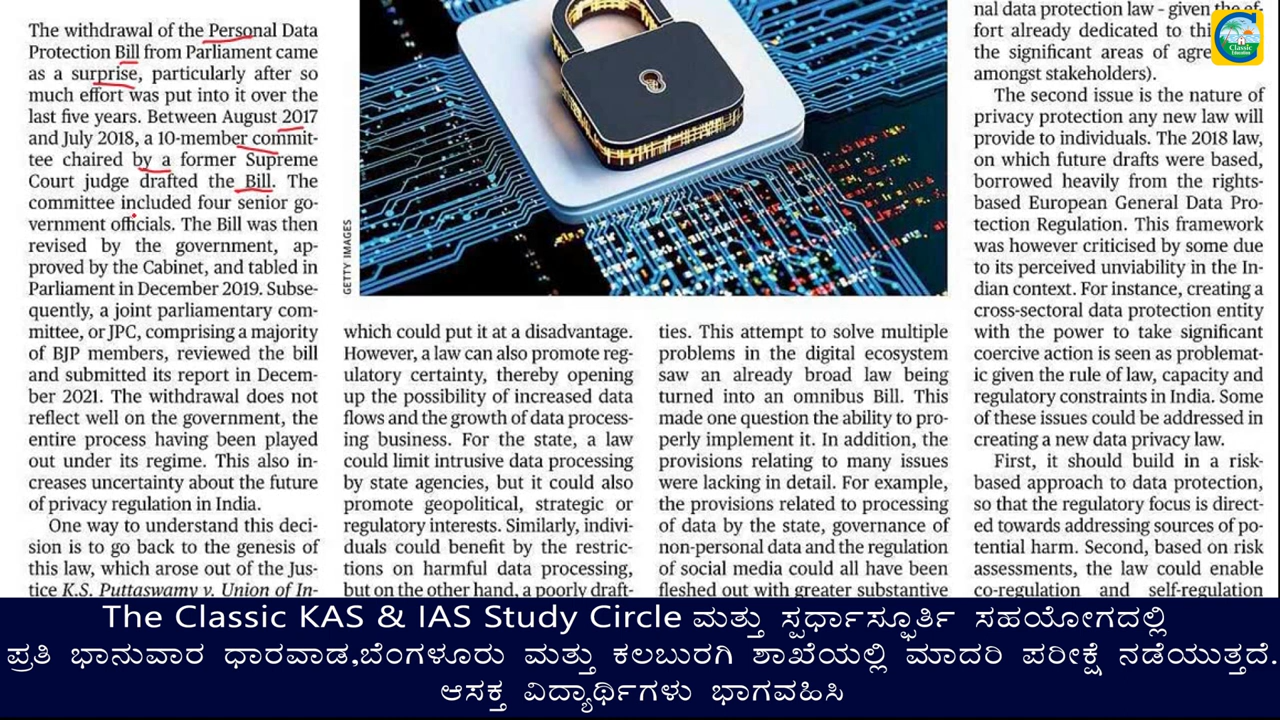 The withdrawal of the Personal Data
Protection Bill from Parliament came
as a surprise, particularly after so
much effort was put into it over the
last five years. Between August 2017
and July 2018, a 10-member commit-
tee chaired by a former Supreme
Court judge drafted the Bill. The
committee included four senior go-
vernment officials. The Bill was then
revised by the government, ap-
proved by the Cabinet, and tabled in
Parliament in December 2019. Subse-
quently, a joint parliamentary com-
mittee, or JPC, comprising a majority
of BJP members, reviewed the bill
and submitted its report in Decem-
ber 2021. The withdrawal does not
reflect well on the government, the
entire process having been played
out under its regime. This also in-
creases uncertainty about the future
of privacy regulation in India.
One way to understand this deci-
sion is to go back to the genesis of
this law, which arose out of the Jus-
tice K.S. Puttaswamy v. Union of In-
GETTY IMAGES
which could put it at a disadvantage.
However, a law can also promote reg-
ulatory certainty, thereby opening
up the possibility of increased data
flows and the growth of data process-
ing business. For the state, a law
could limit intrusive data processing
by state agencies, but it could also
promote geopolitical, strategic or
regulatory interests. Similarly, indivi-
duals could benefit by the restric-
tions on harmful data processing,
but on the other hand, a poorly draft-
ties. This attempt to solve multiple
problems in the digital ecosystem
saw an already broad law being
turned into an omnibus Bill. This
made one question the ability to pro-
perly implement it. In addition, the
provisions relating to many issues
were lacking in detail. For example,
the provisions related to processing
of data by the state, governance of
non-personal data and the regulation
of social media could all have been
fleshed out with greater substantive
nal data protection law – given the ef-
fort already dedicated to thi
the significant areas of agre
amongst stakeholders).
The second issue is the nature of
privacy protection any new law will
provide to individuals. The 2018 law,
on which future drafts were based,
borrowed heavily from the rights-
based European General Data Pro-
tection Regulation. This framework
was however criticised by some due
to its perceived unviability in the In-
dian context. For instance, creating a
cross-sectoral data protection entity
with the power to take significant
coercive action is seen as problemat-
ic given the rule of law, capacity and
regulatory constraints in India. Some
of these issues could be addressed in
creating a new data privacy law.
First, it should build in a risk-
based approach to data protection,
so that the regulatory focus is direct-
ed towards addressing sources of po-
tential harm. Second, based on risk
assessments, the law could enable
co-regulation and self-regulation
Classic
The Classic KAS & IAS Study Circle ಮತ್ತು ಸ್ಪರ್ಧಾಸ್ಫೂರ್ತಿ ಸಹಯೋಗದಲ್ಲಿ
ಪ್ರತಿ ಭಾನುವಾರ ಧಾರವಾಡ,ಬೆಂಗಳೂರು ಮತ್ತು ಕಲಬುರಗಿ ಶಾಖೆಯಲ್ಲಿ ಮಾದರಿ ಪರೀಕ್ಷೆ ನಡೆಯುತ್ತದೆ.
ಆಸಕ್ತ ವಿದ್ಯಾರ್ಥಿಗಳು ಭಾಗವಹಿಸಿ